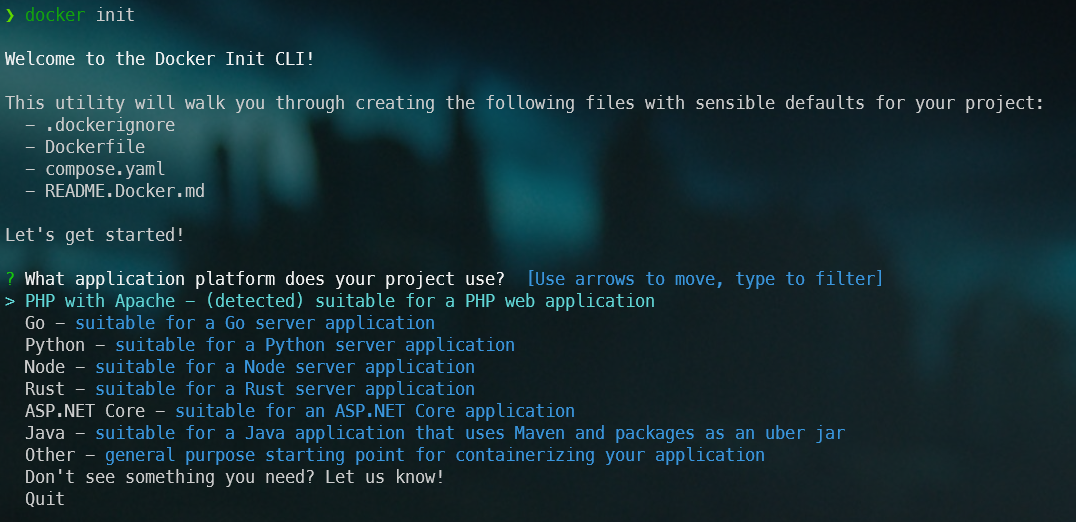 ❯ docker init
Welcome to the Docker Init CLI!
This utility will walk you through creating the following files with sensible defaults for your project:
  - .dockerignore
  - Dockerfile
  - compose.yaml
  - README.Docker.md
Let's get started!
? What application platform does your project use?  [Use arrows to move, type to filter]
> PHP with Apache - (detected) suitable for a PHP web application
  Go - suitable for a Go server application
  Python - suitable for a Python server application
  Node - suitable for a Node server application
  Rust - suitable for a Rust server application
  ASP.NET Core - suitable for an ASP.NET Core application
  Java - suitable for a Java application that uses Maven and packages as an uber jar
  Other - general purpose starting point for containerizing your application
  Don't see something you need? Let us know!
  Quit